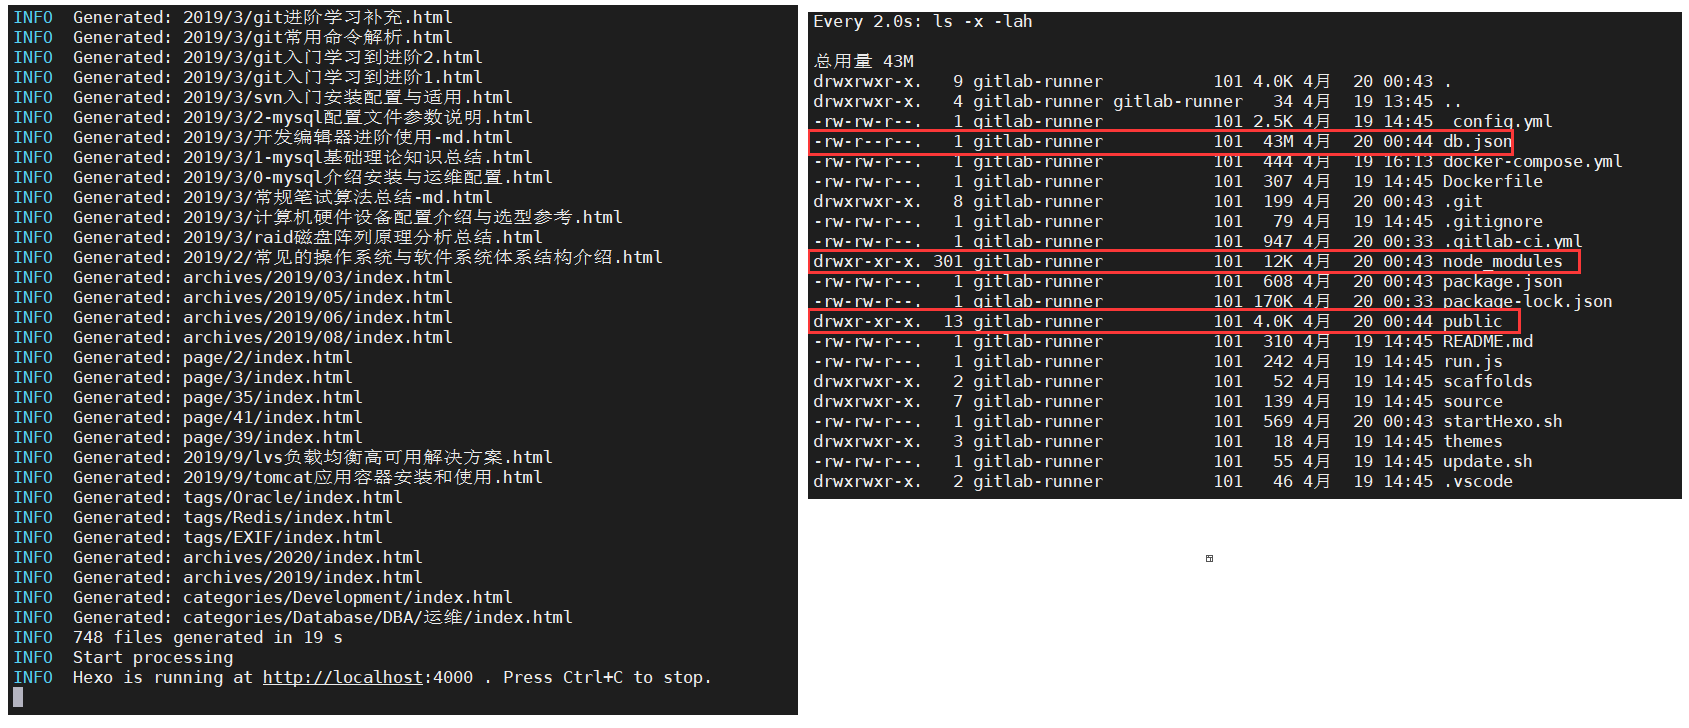 INFO  Generated: 2019/3/git进阶学习补充.html
INFO  Generated: 2019/3/git常用命令解析.html
INFO  Generated: 2019/3/git入门学习到进阶2.html
INFO  Generated: 2019/3/git入门学习到进阶1.html
INFO  Generated: 2019/3/svn入门安装配置与适用.html
INFO  Generated: 2019/3/2-mysql配置文件参数说明.html
INFO  Generated: 2019/3/开发编辑器进阶使用-md.html
INFO  Generated: 2019/3/1-mysql基础理论知识总结.html
INFO  Generated: 2019/3/0-mysql介绍安装与运维配置.html
INFO  Generated: 2019/3/常规笔试算法总结-md.html
INFO  Generated: 2019/3/计算机硬件设备配置介绍与选型参考.html
INFO  Generated: 2019/3/raid磁盘阵列原理分析总结.html
INFO  Generated: 2019/2/常见的操作系统与软件系统体系结构介绍.html
INFO  Generated: archives/2019/03/index.html
INFO  Generated: archives/2019/05/index.html
INFO  Generated: archives/2019/06/index.html
INFO  Generated: archives/2019/08/index.html
INFO  Generated: page/2/index.html
INFO  Generated: page/3/index.html
INFO  Generated: page/35/index.html
INFO  Generated: page/41/index.html
INFO  Generated: page/39/index.html
INFO  Generated: 2019/9/lvs负载均衡高可用解决方案.html
INFO  Generated: 2019/9/tomcat应用容器安装和使用.html
INFO  Generated: tags/Oracle/index.html
INFO  Generated: tags/Redis/index.html
INFO  Generated: tags/EXIF/index.html
INFO  Generated: archives/2020/index.html
INFO  Generated: archives/2019/index.html
INFO  Generated: categories/Development/index.html
INFO  Generated: categories/Database/DBA/运维/index.html
INFO  748 files generated in 19 s
INFO  Start processing
INFO  Hexo is running at http://localhost:4000 . Press Ctrl+C to stop.
Every 2.0s: ls -x -lah
总用量 43M
drwxrwxr-x.   9 gitlab-runner           101 4.0K 4月  20 00:43 .
drwxrwxr-x.   4 gitlab-runner gitlab-runner   34 4月  19 13:45 ..
-rw-rw-r--.   1 gitlab-runner           101 2.5K 4月  19 14:45 _config.yml
-rw-r--r--.   1 gitlab-runner           101  43M 4月  20 00:44 db.json
-rw-rw-r--.   1 gitlab-runner           101  444 4月  19 16:13 docker-compose.yml
-rw-rw-r--.   1 gitlab-runner           101  307 4月  19 14:45 Dockerfile
drwxrwxr-x.   8 gitlab-runner           101  199 4月  20 00:43 .git
-rw-rw-r--.   1 gitlab-runner           101   79 4月  19 14:45 .gitignore
-rw-rw-r--.   1 gitlab-runner           101  947 4月  20 00:33 .gitlab-ci.yml
drwxr-xr-x. 301 gitlab-runner           101  12K 4月  20 00:43 node_modules
-rw-rw-r--.   1 gitlab-runner           101  608 4月  20 00:43 package.json
-rw-rw-r--.   1 gitlab-runner           101 170K 4月  20 00:33 package-lock.json
drwxr-xr-x.  13 gitlab-runner           101 4.0K 4月  20 00:44 public
-rw-rw-r--.   1 gitlab-runner           101  310 4月  19 14:45 README.md
-rw-rw-r--.   1 gitlab-runner           101  242 4月  19 14:45 run.js
drwxrwxr-x.   2 gitlab-runner           101   52 4月  19 14:45 scaffolds
drwxrwxr-x.   7 gitlab-runner           101  139 4月  19 14:45 source
-rw-rw-r--.   1 gitlab-runner           101  569 4月  20 00:43 startHexo.sh
drwxrwxr-x.   3 gitlab-runner           101   18 4月  19 14:45 themes
-rw-rw-r--.   1 gitlab-runner           101   55 4月  19 14:45 update.sh
drwxrwxr-x.   2 gitlab-runner           101   46 4月  19 14:45 .vscode